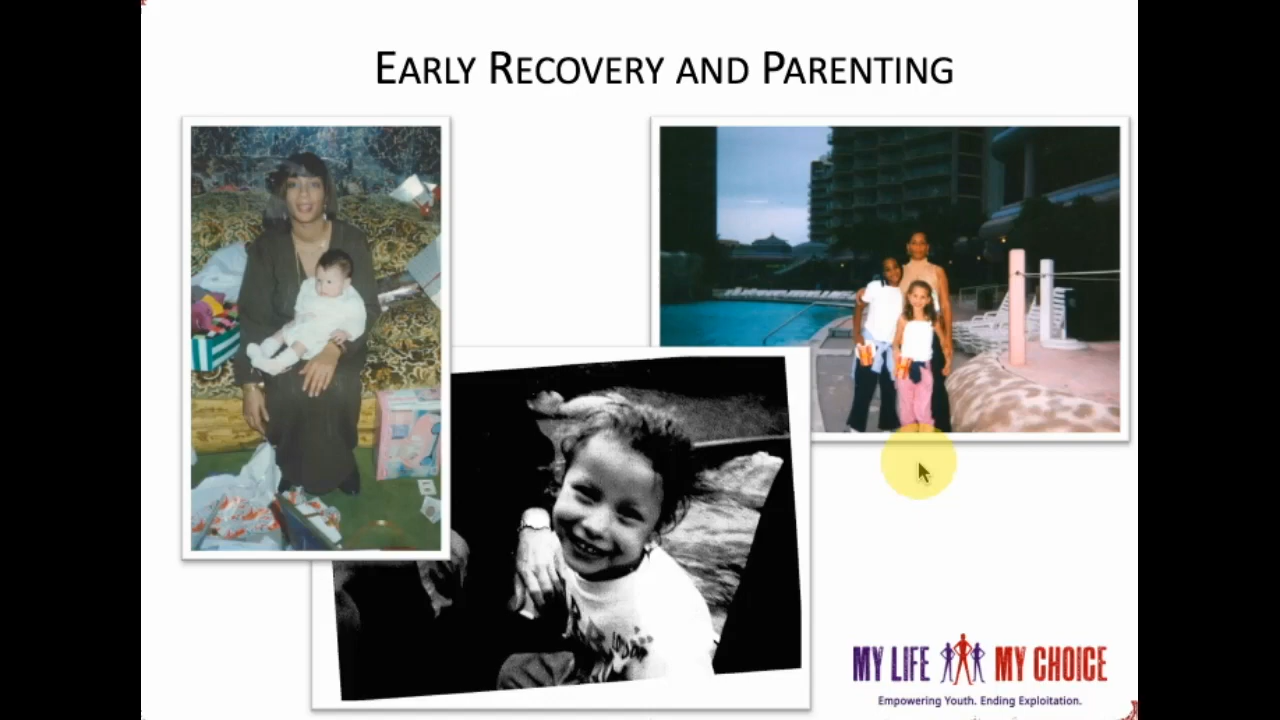 EARLY RECOVERY AND PARENTING
MY LIFE MY CHOICE
Empowering Youth. Ending Exploitation.